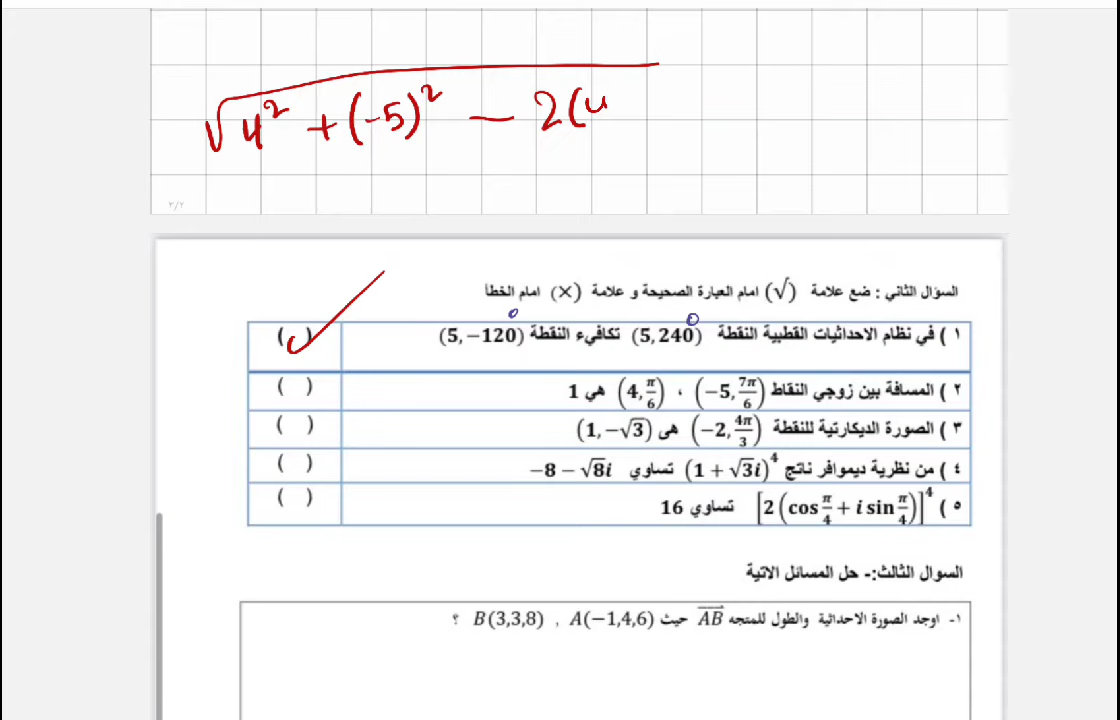 √4² + (-5)² - 2(4
٣/٢
السؤال الثاني : ضع علامة (√) امام العبارة الصحيحة و علامة (×) امام الخطأ
١ ) في نظام الاحداثيات القطبية النقطة (5, 240°) تكافيء النقطة (5, −120°) (✓)
٢ ) المسافة بين زوجي النقاط (−5, 7π/6) ، (4, π/6) هي 1 ( )
٣ ) الصورة الديكارتية للنقطة (−2, 4π/3) هى (1, −√3) ( )
٤ ) من نظرية ديموافر ناتج (1 + √3i)⁴ تساوي −8 − √8i ( )
٥ ) [2 (cos π/4 + i sin π/4)]⁴ تساوي 16 ( )
السوال الثالث:- حل المسائل الاتية
١- اوجد الصورة الاحداثية والطول للمتجه AB حيث A(−1,4,6) , B(3,3,8) ؟